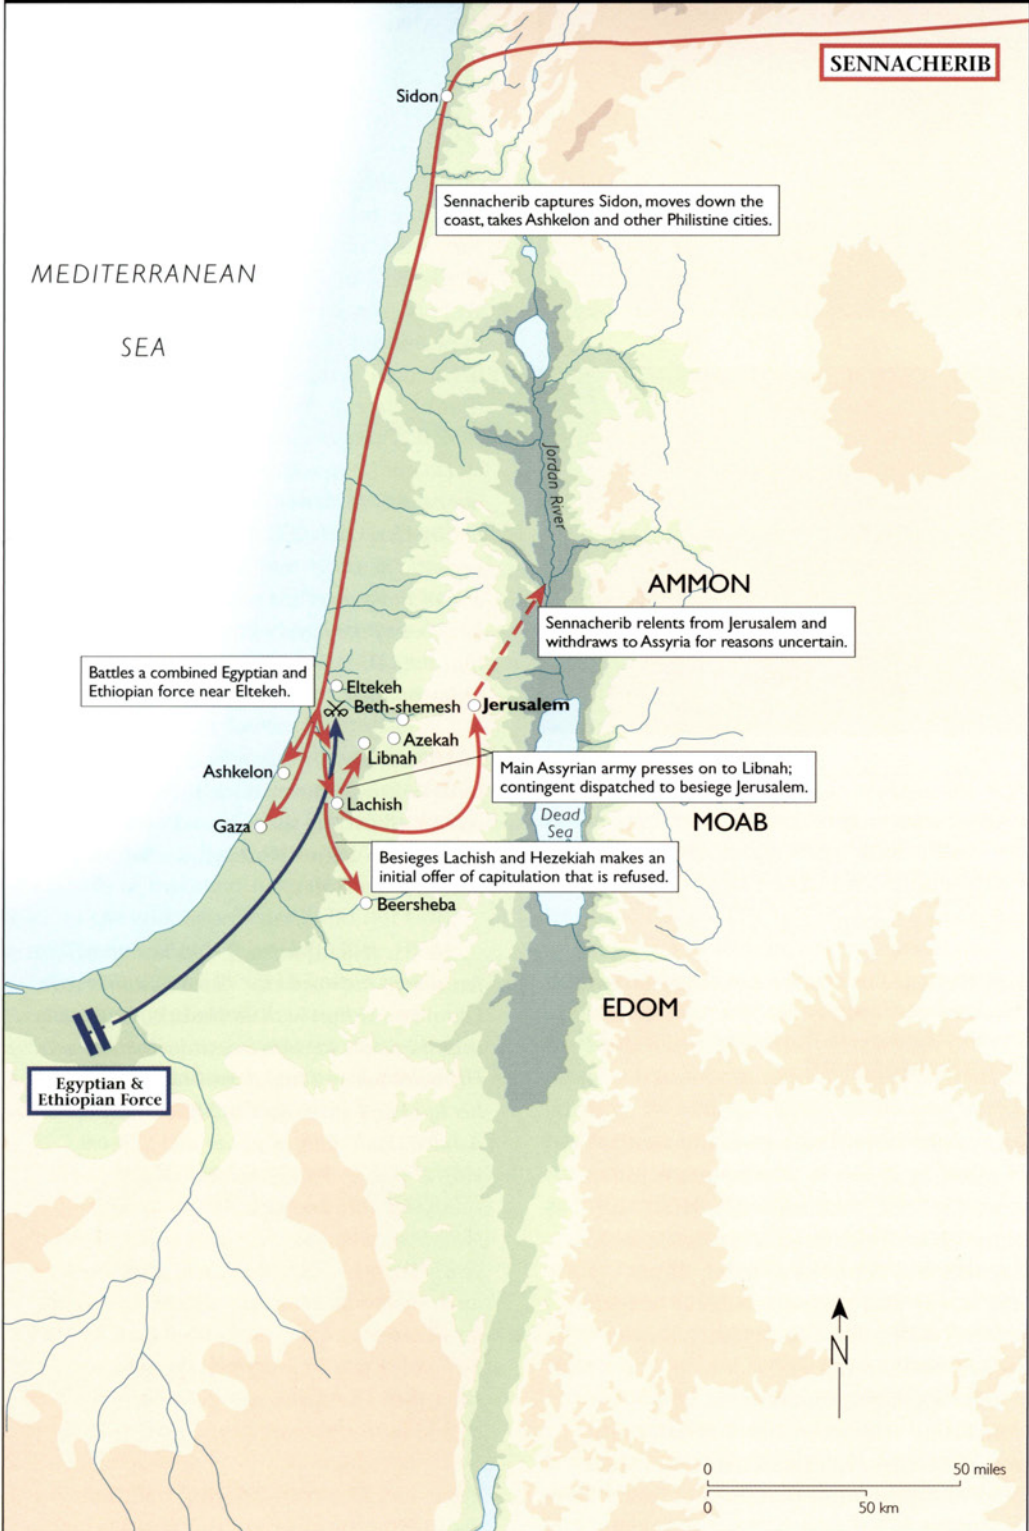 SENNACHERIB
Sidon
Sennacherib captures Sidon, moves down the
coast, takes Ashkelon and other Philistine cities.
MEDITERRANEAN
SEA
Jordan River
AMMON
Sennacherib relents from Jerusalem and
withdraws to Assyria for reasons uncertain.
Battles a combined Egyptian and
Ethiopian force near Eltekeh.
Eltekeh
Beth-shemesh
Jerusalem
Azekah
Libnah
Ashkelon
Main Assyrian army presses on to Libnah;
contingent dispatched to besiege Jerusalem.
Lachish
Gaza
Dead
Sea
MOAB
Besieges Lachish and Hezekiah makes an
initial offer of capitulation that is refused.
Beersheba
EDOM
Egyptian &
Ethiopian Force
N
0 50 miles
0 50 km